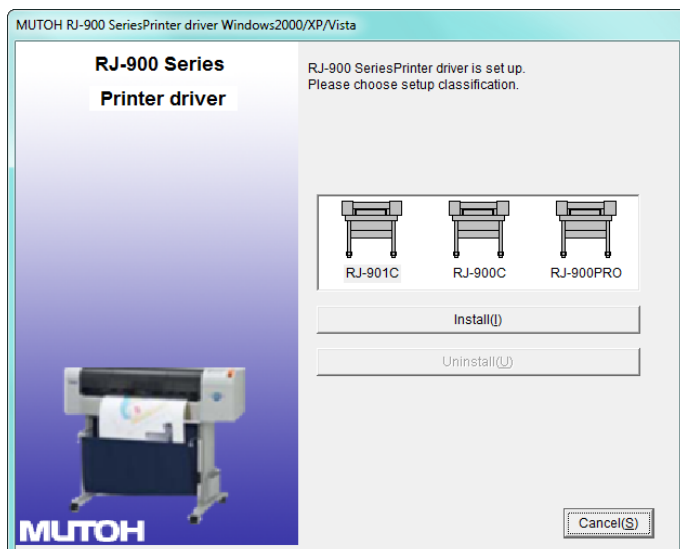 MUTOH RJ-900 SeriesPrinter driver Windows2000/XP/Vista
RJ-900 Series
Printer driver
RJ-900 SeriesPrinter driver is set up.
Please choose setup classification.
RJ-901C
RJ-900C
RJ-900PRO
Install(I)
Uninstall(U)
MUTOH
Cancel(S)